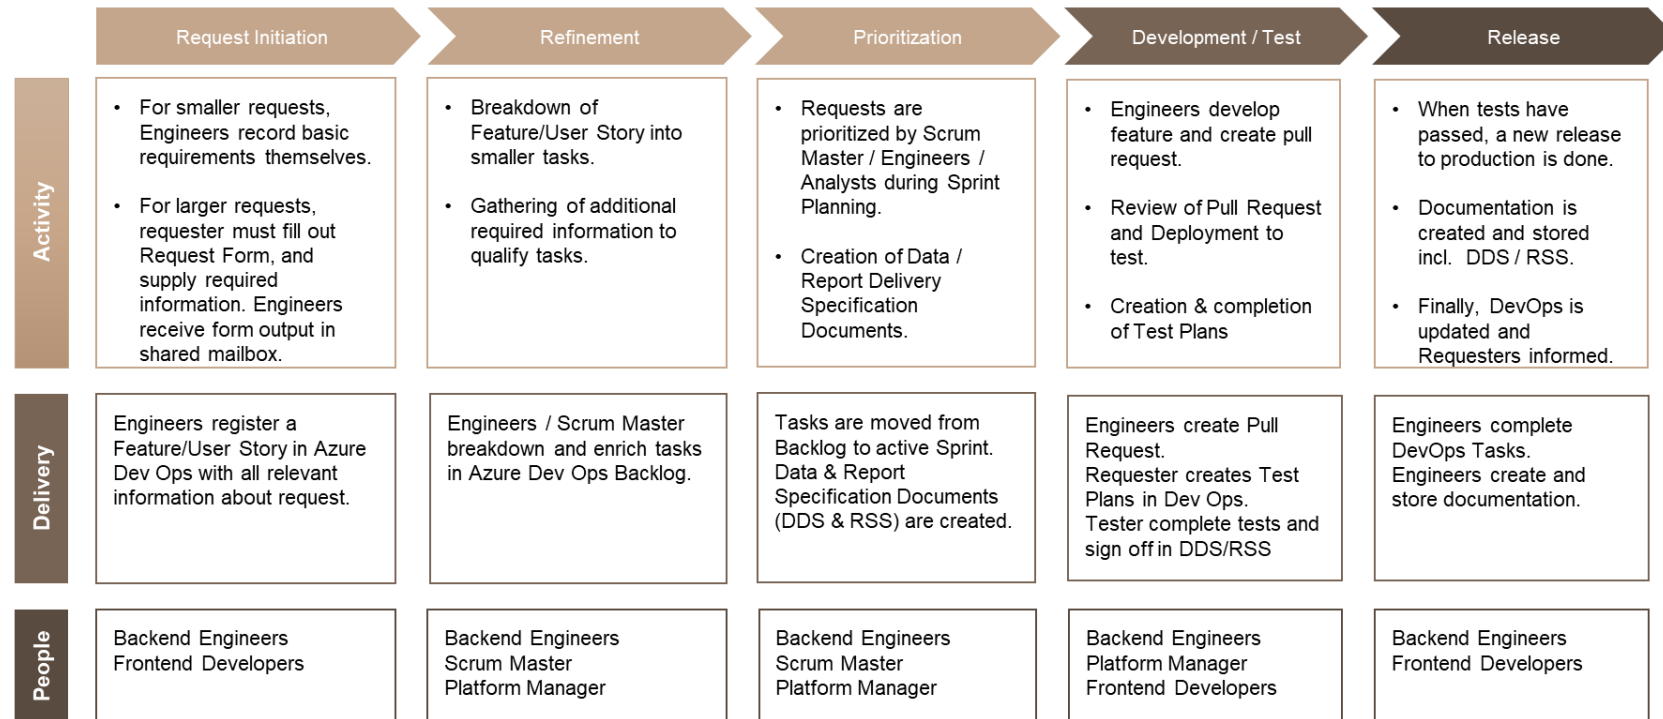 Request Initiation
Refinement
Prioritization
Development / Test
Release
Activity
• For smaller requests,
Engineers record basic
requirements themselves.
• For larger requests,
requester must fill out
Request Form, and
supply required
information. Engineers
receive form output in
shared mailbox.
• Breakdown of
Feature/User Story into
smaller tasks.
• Gathering of additional
required information to
qualify tasks.
• Requests are
prioritized by Scrum
Master / Engineers /
Analysts during Sprint
Planning.
• Creation of Data /
Report Delivery
Specification
Documents.
• Engineers develop
feature and create pull
request.
• Review of Pull Request
and Deployment to
test.
• Creation & completion
of Test Plans
• When tests have
passed, a new release
to production is done.
• Documentation is
created and stored
incl. DDS / RSS.
• Finally, DevOps is
updated and
Requesters informed.
Delivery
Engineers register a
Feature/User Story in Azure
Dev Ops with all relevant
information about request.
Engineers / Scrum Master
breakdown and enrich tasks
in Azure Dev Ops Backlog.
Tasks are moved from
Backlog to active Sprint.
Data & Report
Specification Documents
(DDS & RSS) are created.
Engineers create Pull
Request.
Requester creates Test
Plans in Dev Ops.
Tester complete tests and
sign off in DDS/RSS
Engineers complete
DevOps Tasks.
Engineers create and
store documentation.
People
Backend Engineers
Frontend Developers
Backend Engineers
Scrum Master
Platform Manager
Backend Engineers
Scrum Master
Platform Manager
Backend Engineers
Platform Manager
Frontend Developers
Backend Engineers
Frontend Developers